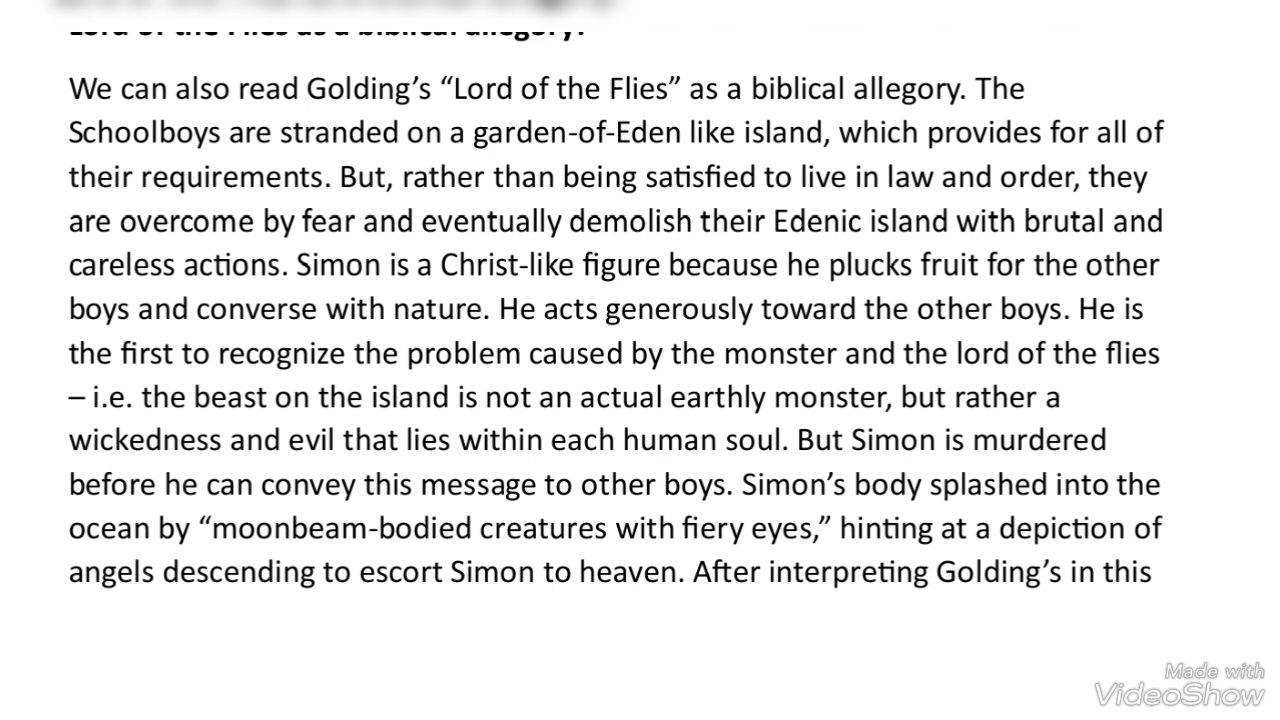 Lord of the Flies as a biblical allegory:
We can also read Golding’s “Lord of the Flies” as a biblical allegory. The
Schoolboys are stranded on a garden-of-Eden like island, which provides for all of
their requirements. But, rather than being satisfied to live in law and order, they
are overcome by fear and eventually demolish their Edenic island with brutal and
careless actions. Simon is a Christ-like figure because he plucks fruit for the other
boys and converse with nature. He acts generously toward the other boys. He is
the first to recognize the problem caused by the monster and the lord of the flies
– i.e. the beast on the island is not an actual earthly monster, but rather a
wickedness and evil that lies within each human soul. But Simon is murdered
before he can convey this message to other boys. Simon’s body splashed into the
ocean by “moonbeam-bodied creatures with fiery eyes,” hinting at a depiction of
angels descending to escort Simon to heaven. After interpreting Golding’s in this
Made with
VideoShow